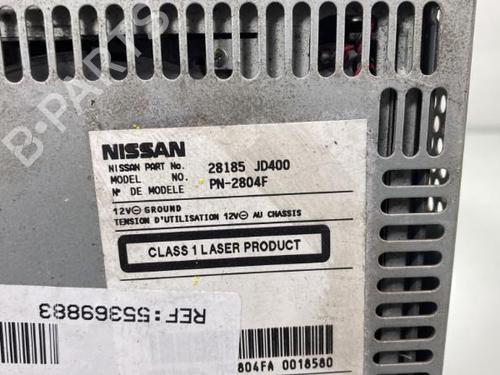 B-PARTS
NISSAN
NISSAN PART No. 28185 JD400
MODEL NO. PN-2804F
Nº DE MODELE
12V⊖ GROUND
TENSION D'UTILISATION 12V⊖ AU CHASSIS
CLASS 1 LASER PRODUCT
REF:55369883
804FA 0018580